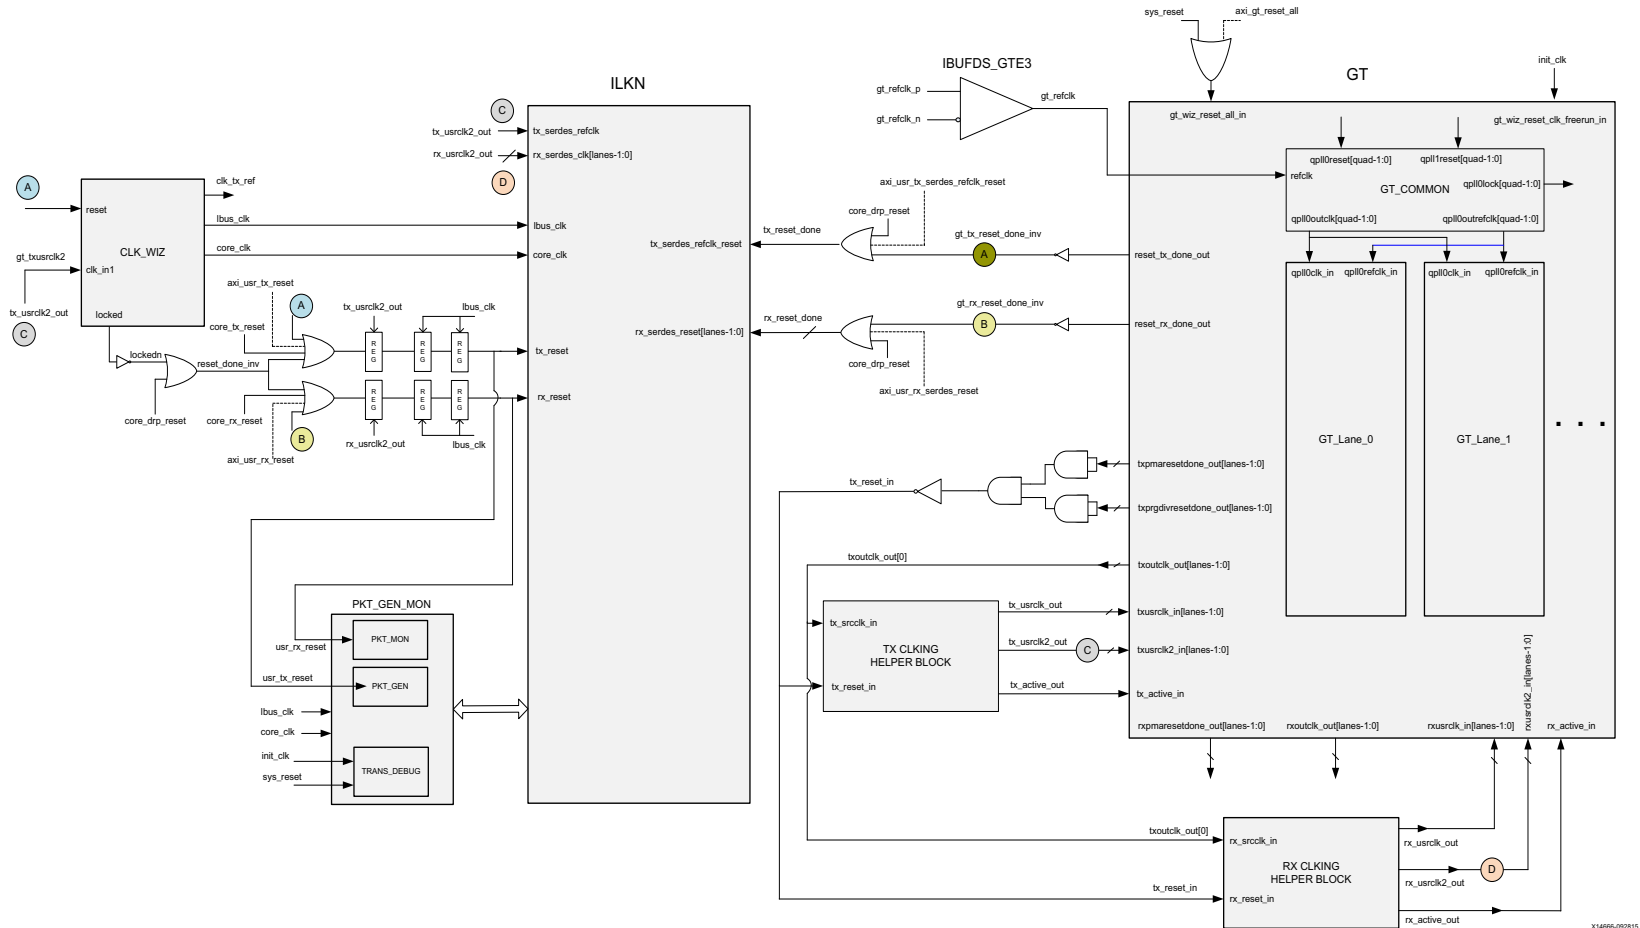 sys_reset
axi_gt_reset_all
IBUFDS_GTE3
GT
init_clk
ILKN
gt_refclk_p
gt_refclk
gt_refclk_n
C
tx_usrclk2_out
tx_serdes_refclk
rx_usrclk2_out
rx_serdes_clk[lanes-1:0]
D
gt_wiz_reset_all_in
gt_wiz_reset_clk_freerun_in
qpll0reset[quad-1:0]
qpll1reset[quad-1:0]
refclk
GT_COMMON
qpll0lock[quad-1:0]
qpll0outclk[quad-1:0]
qpll0outrefclk[quad-1:0]
A
clk_tx_ref
reset
lbus_clk
lbus_clk
CLK_WIZ
core_clk
core_clk
gt_txusrclk2
clk_in1
tx_usrclk2_out
C
locked
axi_usr_tx_serdes_refclk_reset
core_drp_reset
tx_reset_done
gt_tx_reset_done_inv
tx_serdes_refclk_reset
A
reset_tx_done_out
qpll0clk_in
qpll0refclk_in
qpll0clk_in
qpll0refclk_in
axi_usr_tx_reset
A
tx_usrclk2_out
lbus_clk
core_tx_reset
gt_rx_reset_done_inv
rx_reset_done
rx_serdes_reset[lanes-1:0]
B
reset_rx_done_out
core_drp_reset
axi_usr_rx_serdes_reset
lockedn
reset_done_inv
REG
REG
REG
tx_reset
core_drp_reset
core_rx_reset
REG
REG
REG
rx_reset
B
axi_usr_rx_reset
rx_usrclk2_out
lbus_clk
GT_Lane_0
GT_Lane_1
. . .
txpmaresetdone_out[lanes-1:0]
tx_reset_in
txprgdivresetdone_out[lanes-1:0]
txoutclk_out[0]
txoutclk_out[lanes-1:0]
PKT_GEN_MON
PKT_MON
usr_rx_reset
usr_tx_reset
PKT_GEN
lbus_clk
core_clk
init_clk
TRANS_DEBUG
sys_reset
tx_srcclk_in
TX CLKING
HELPER BLOCK
tx_reset_in
tx_usrclk_out
txusrclk_in[lanes-1:0]
tx_usrclk2_out
C
txusrclk2_in[lanes-1:0]
tx_active_out
tx_active_in
rxpmaresetdone_out[lanes-1:0]
rxoutclk_out[lanes-1:0]
rxusrclk_in[lanes-1:0]
rxusrclk2_in[lanes-1:0]
rx_active_in
txoutclk_out[0]
rx_srcclk_in
RX CLKING
HELPER BLOCK
tx_reset_in
rx_reset_in
rx_usrclk_out
D
rx_usrclk2_out
rx_active_out
X14666-092815